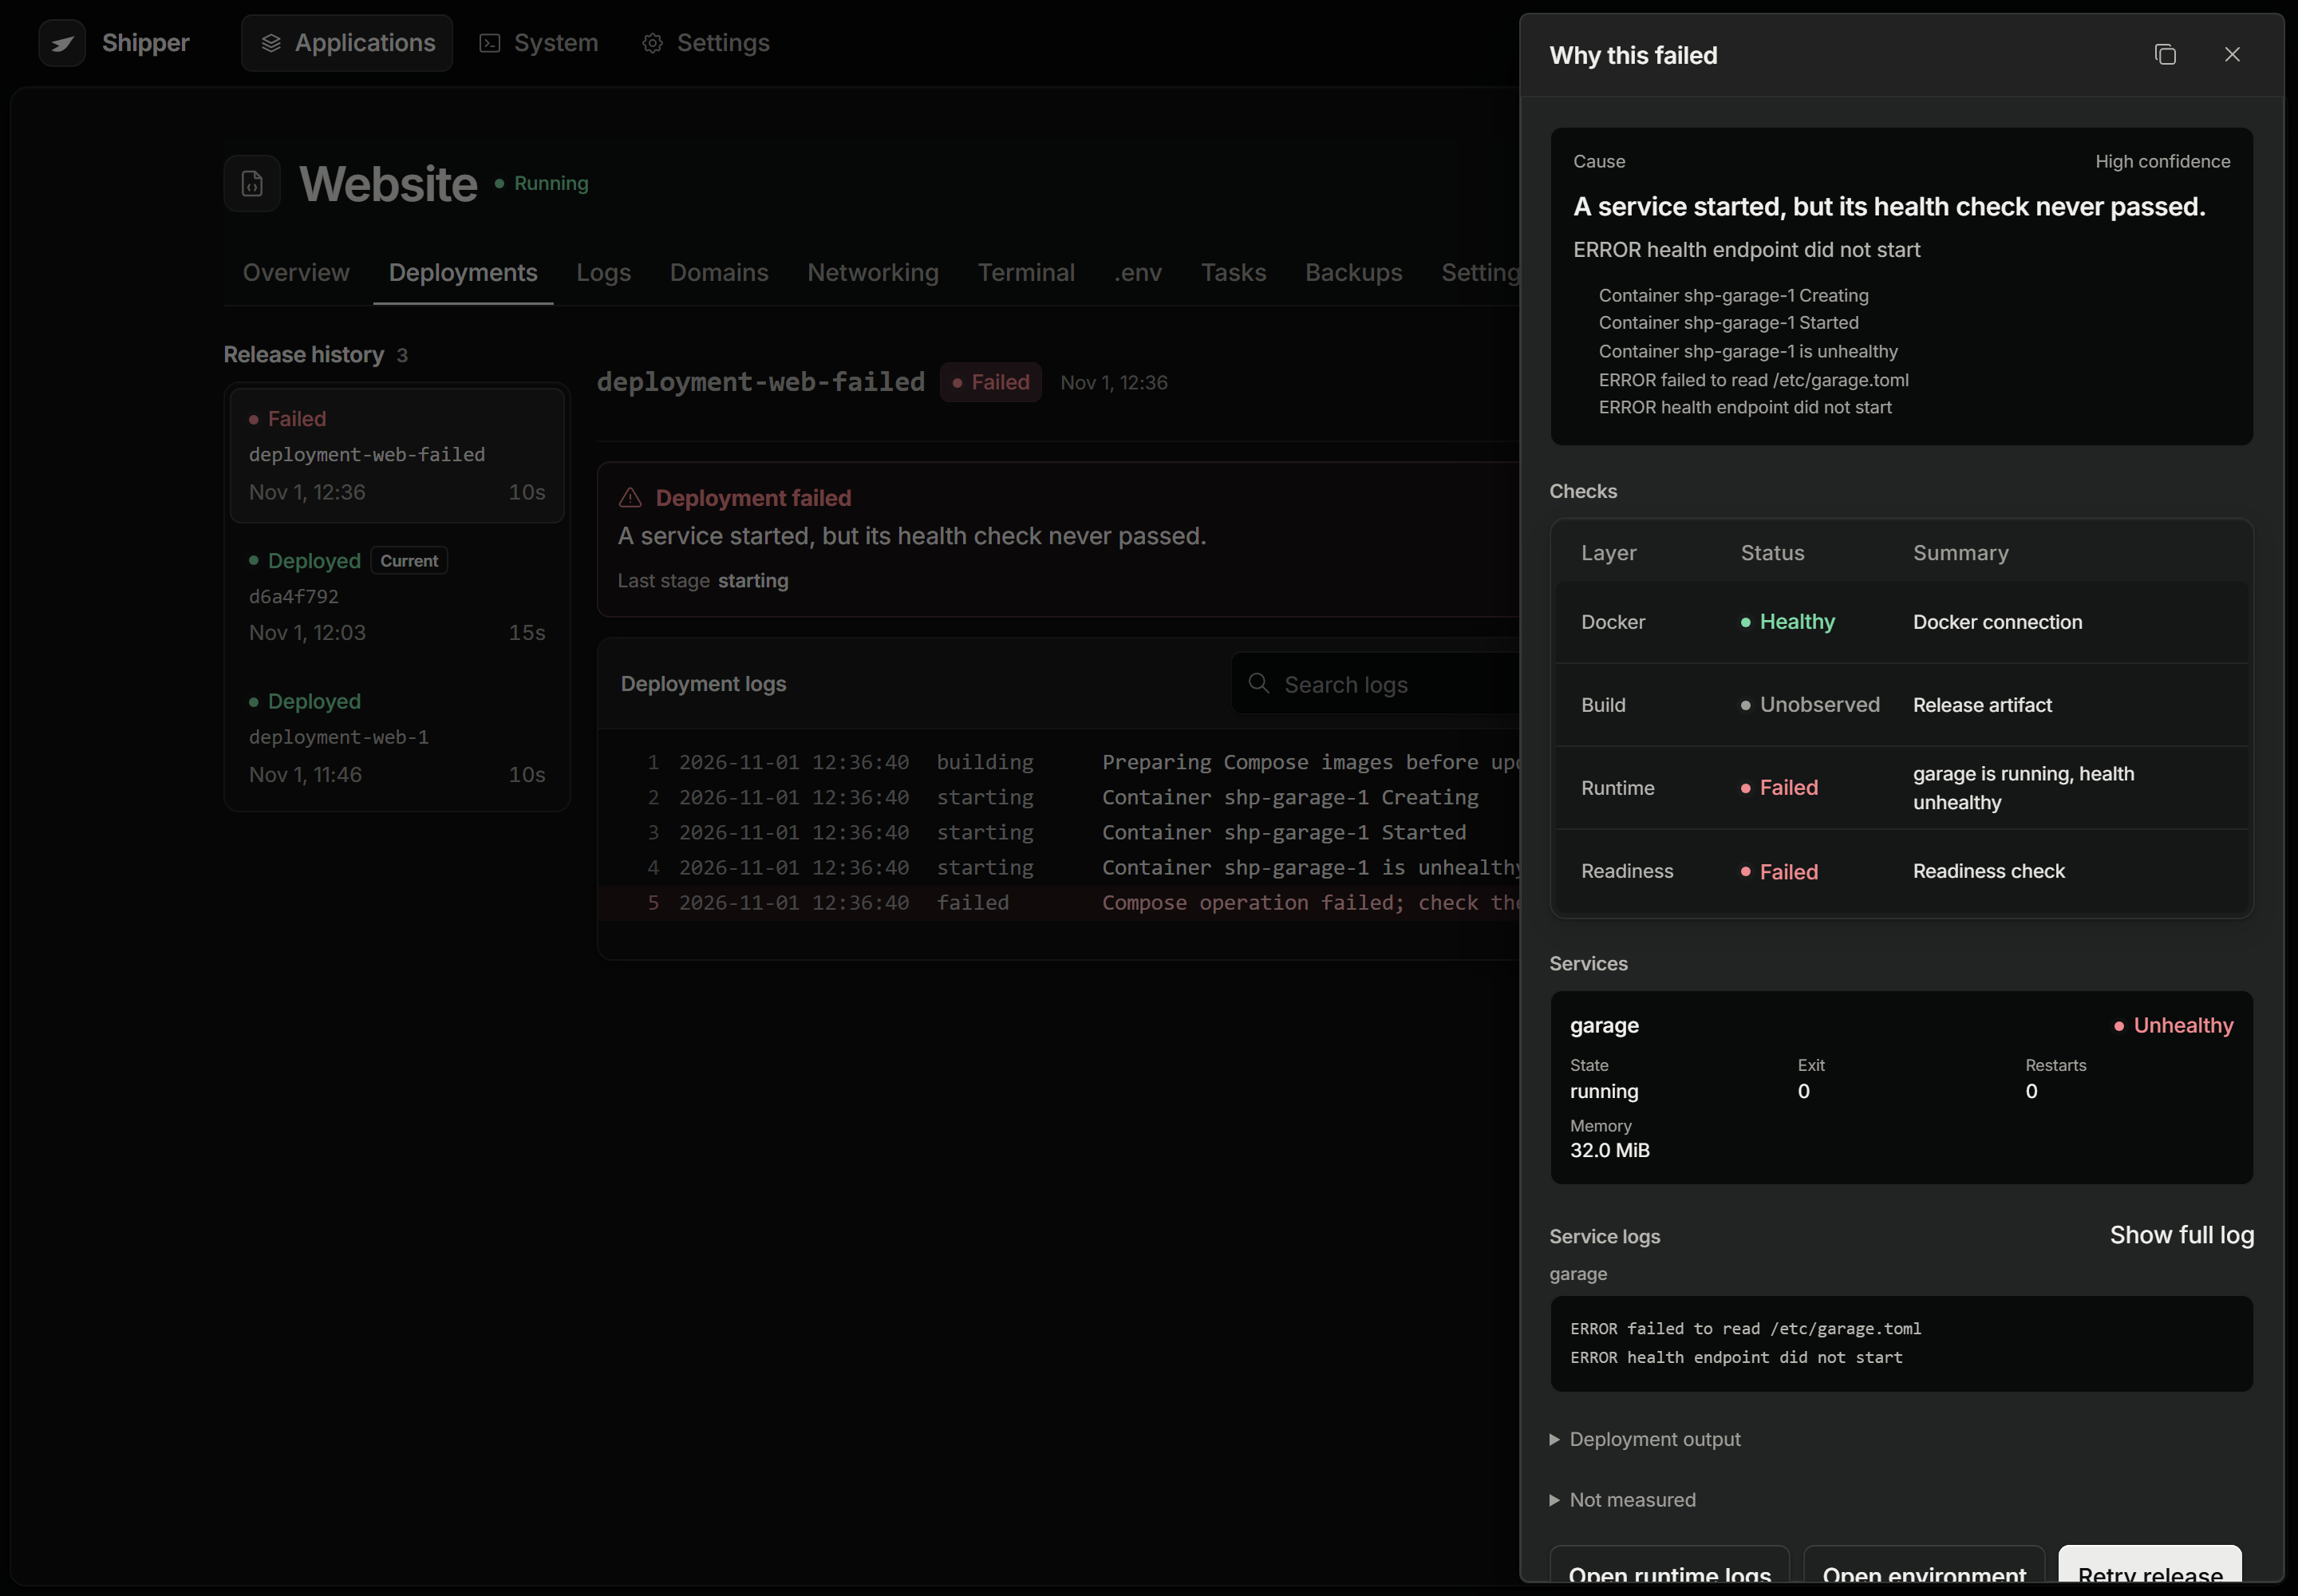 Shipper
Applications
System
Settings
Website
Running
Overview
Deployments
Logs
Domains
Networking
Terminal
.env
Tasks
Backups
Setting
Release history 3
Failed
deployment-web-failed
Nov 1, 12:36 10s
Deployed Current
d6a4f792
Nov 1, 12:03 15s
Deployed
deployment-web-1
Nov 1, 11:46 10s
deployment-web-failed Failed Nov 1, 12:36
Deployment failed
A service started, but its health check never passed.
Last stage starting
Deployment logs
Search logs
1 2026-11-01 12:36:40 building Preparing Compose images before upd
2 2026-11-01 12:36:40 starting Container shp-garage-1 Creating
3 2026-11-01 12:36:40 starting Container shp-garage-1 Started
4 2026-11-01 12:36:40 starting Container shp-garage-1 is unhealthy
5 2026-11-01 12:36:40 failed Compose operation failed; check the
Why this failed
Cause High confidence
A service started, but its health check never passed.
ERROR health endpoint did not start
Container shp-garage-1 Creating
Container shp-garage-1 Started
Container shp-garage-1 is unhealthy
ERROR failed to read /etc/garage.toml
ERROR health endpoint did not start
Checks
Layer Status Summary
Docker Healthy Docker connection
Build Unobserved Release artifact
Runtime Failed garage is running, health
unhealthy
Readiness Failed Readiness check
Services
garage Unhealthy
State Exit Restarts
running 0 0
Memory
32.0 MiB
Service logs Show full log
garage
ERROR failed to read /etc/garage.toml
ERROR health endpoint did not start
Deployment output
Not measured
Open runtime logs Open environment Retry release